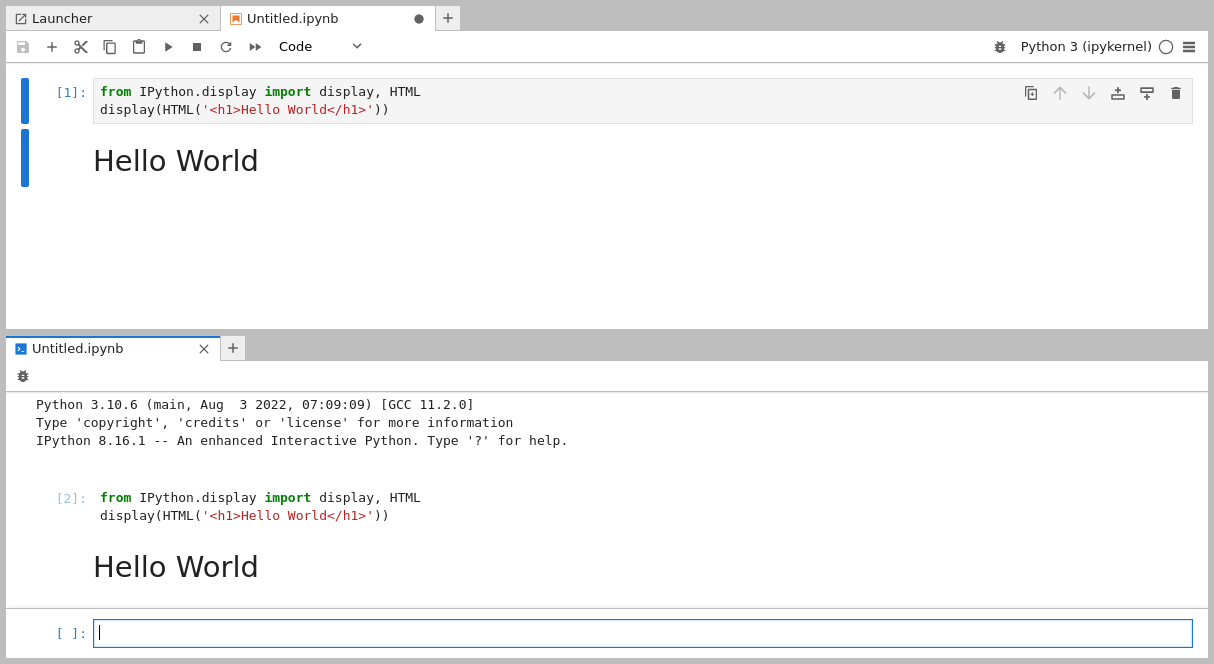 Launcher
Untitled.ipynb
Code
Python 3 (ipykernel)
[1]: from IPython.display import display, HTML
display(HTML('<h1>Hello World</h1>'))
Hello World
Untitled.ipynb
Python 3.10.6 (main, Aug  3 2022, 07:09:09) [GCC 11.2.0]
Type 'copyright', 'credits' or 'license' for more information
IPython 8.16.1 -- An enhanced Interactive Python. Type '?' for help.
[2]: from IPython.display import display, HTML
display(HTML('<h1>Hello World</h1>'))
Hello World
[ ]: